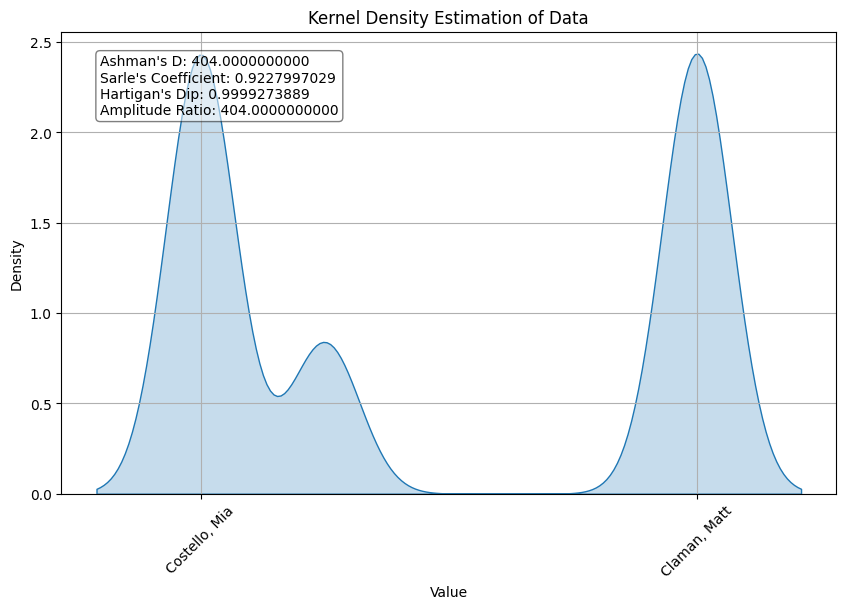 Kernel Density Estimation of Data
2.5
2.0
1.5
1.0
0.5
0.0
Density
Ashman's D: 404.0000000000
Sarle's Coefficient: 0.9227997029
Hartigan's Dip: 0.9999273889
Amplitude Ratio: 404.0000000000
Costello, Mia
Claman, Matt
Value